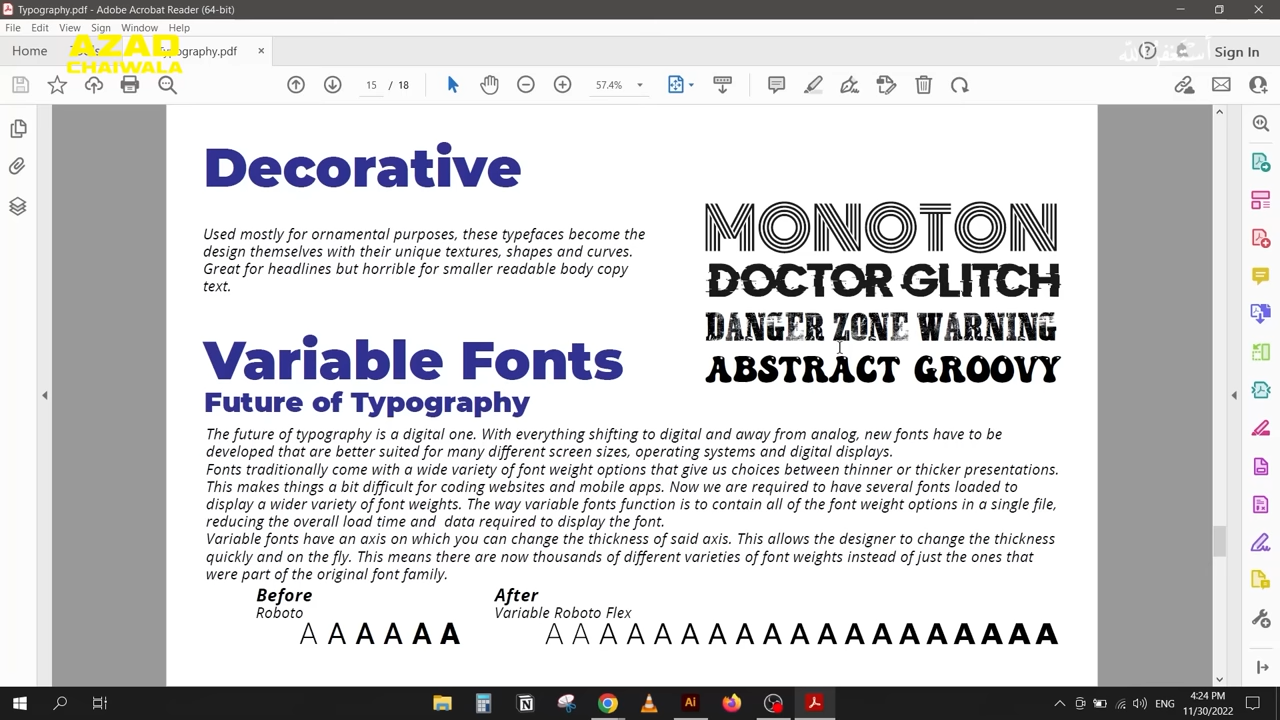 Typography.pdf - Adobe Acrobat Reader (64-bit)
File Edit View Sign Window Help
Home
Typography.pdf ×
AZAD
CHAIWALA
أستغفر الله
Sign In
15 / 18
57.4%
Decorative
Used mostly for ornamental purposes, these typefaces become the
design themselves with their unique textures, shapes and curves.
Great for headlines but horrible for smaller readable body copy
text.
MONOTON
DOCTOR GLITCH
DANGER ZONE WARNING
ABSTRACT GROOVY
Variable Fonts
Future of Typography
The future of typography is a digital one. With everything shifting to digital and away from analog, new fonts have to be
developed that are better suited for many different screen sizes, operating systems and digital displays.
Fonts traditionally come with a wide variety of font weight options that give us choices between thinner or thicker presentations.
This makes things a bit difficult for coding websites and mobile apps. Now we are required to have several fonts loaded to
display a wider variety of font weights. The way variable fonts function is to contain all of the font weight options in a single file,
reducing the overall load time and data required to display the font.
Variable fonts have an axis on which you can change the thickness of said axis. This allows the designer to change the thickness
quickly and on the fly. This means there are now thousands of different varieties of font weights instead of just the ones that
were part of the original font family.
Before
Roboto
A A A A A A
After
Variable Roboto Flex
A A A A A A A A A A A A A A A A A A A
Ai
ENG
4:24 PM
11/30/2022